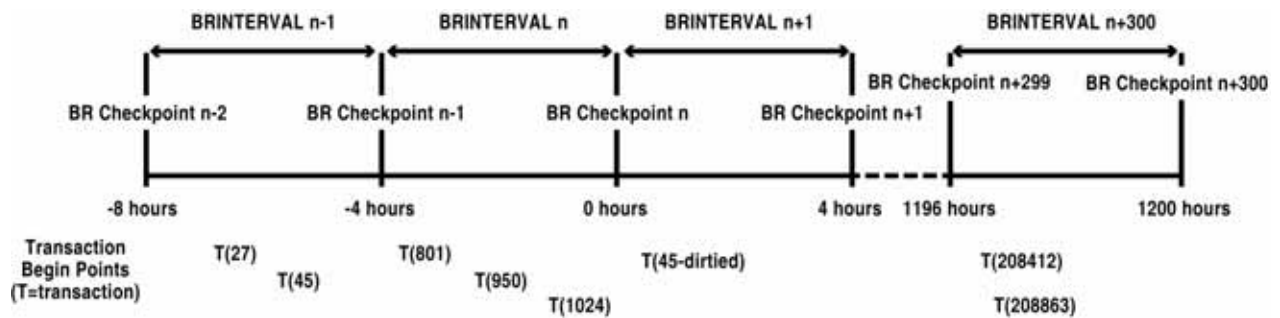 BRINTERVAL n-1 BRINTERVAL n BRINTERVAL n+1 BRINTERVAL n+300
BR Checkpoint n+299 BR Checkpoint n+300
BR Checkpoint n-2 BR Checkpoint n-1 BR Checkpoint n BR Checkpoint n+1
-8 hours -4 hours 0 hours 4 hours 1196 hours 1200 hours
Transaction
Begin Points
(T=transaction)
T(27) T(801) T(45-dirtied) T(208412)
T(45) T(950)
T(1024) T(208863)